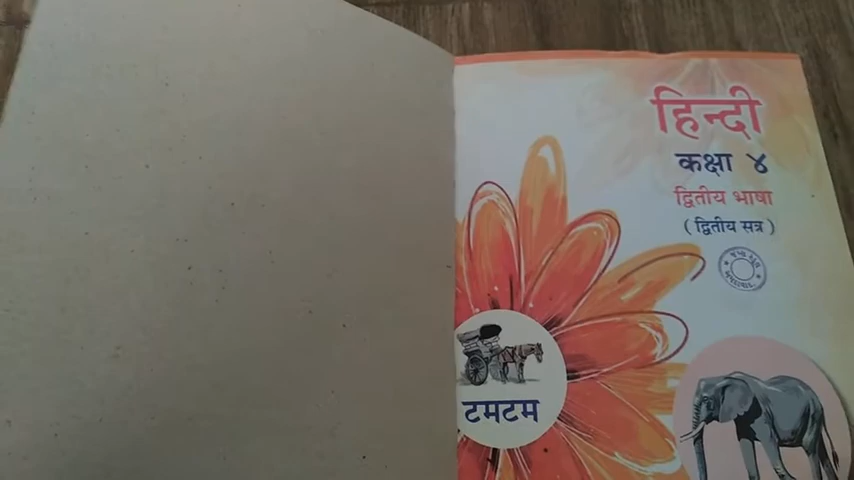 हिन्दी
कक्षा ४
द्वितीय भाषा
( द्वितीय सत्र )
टमटम